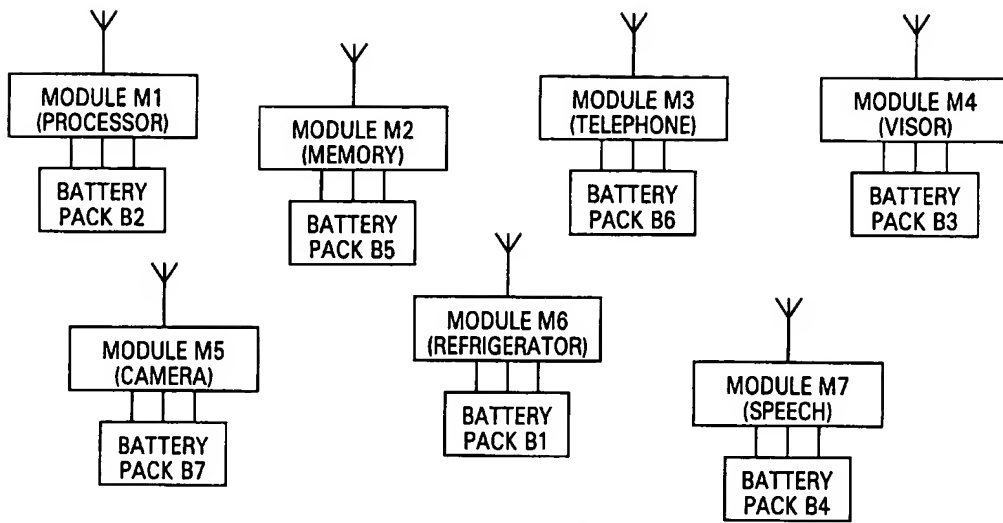 MODULE M1
(PROCESSOR)
BATTERY
PACK B2
MODULE M2
(MEMORY)
BATTERY
PACK B5
MODULE M3
(TELEPHONE)
BATTERY
PACK B6
MODULE M4
(VISOR)
BATTERY
PACK B3
MODULE M5
(CAMERA)
BATTERY
PACK B7
MODULE M6
(REFRIGERATOR)
BATTERY
PACK B1
MODULE M7
(SPEECH)
BATTERY
PACK B4